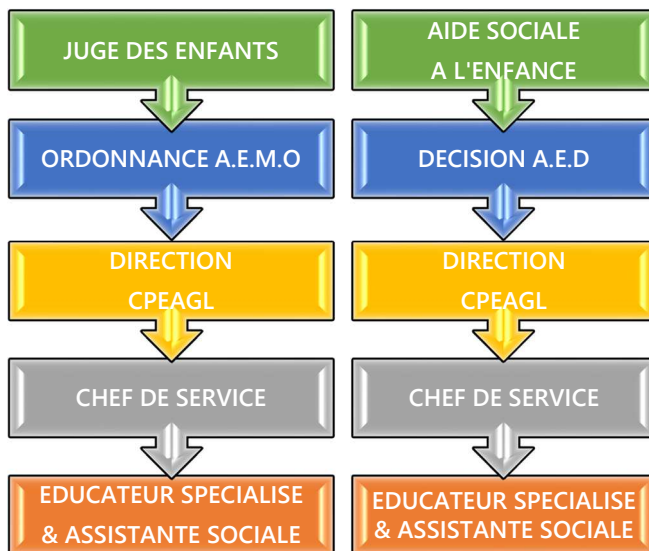 JUGE DES ENFANTS
ORDONNANCE A.E.M.O
DIRECTION
CPEAGL
CHEF DE SERVICE
EDUCATEUR SPECIALISE
& ASSISTANTE SOCIALE
AIDE SOCIALE
A L'ENFANCE
DECISION A.E.D
DIRECTION
CPEAGL
CHEF DE SERVICE
EDUCATEUR SPECIALISE
& ASSISTANTE SOCIALE